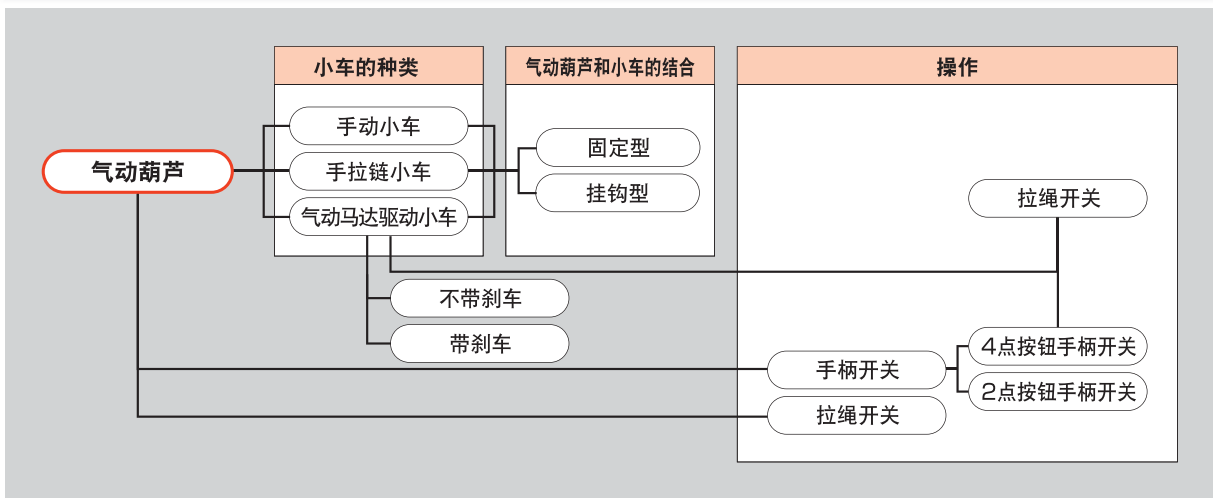 小车的种类
气动葫芦和小车的结合
操作
气动葫芦
手动小车
手拉链小车
气动马达驱动小车
固定型
挂钩型
拉绳开关
不带刹车
带刹车
手柄开关
拉绳开关
4点按钮手柄开关
2点按钮手柄开关